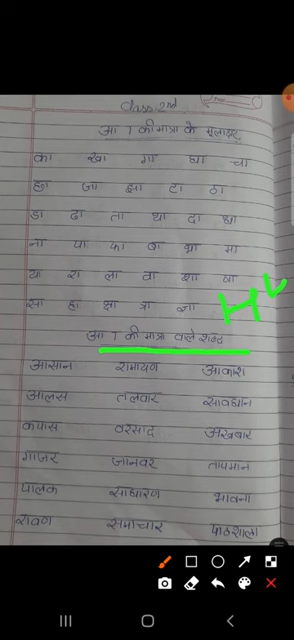 Class 2nd
आ ा की मात्रा के मूलाक्षर
का खा गा घा चा
छा जा झा टा ठा
डा ढा ता था दा धा
ना पा फा बा भा मा
या रा ला वा शा षा
सा हा क्षा त्रा ज्ञा
HW
आ ा की मात्रा वाले शब्द
आसान रामायण आकाश
आलस तलवार सावधान
कपास बरसाद अखबार
गाजर जानवर तापमान
पालक साधारण भावना
रावण समाचार पाठशाला